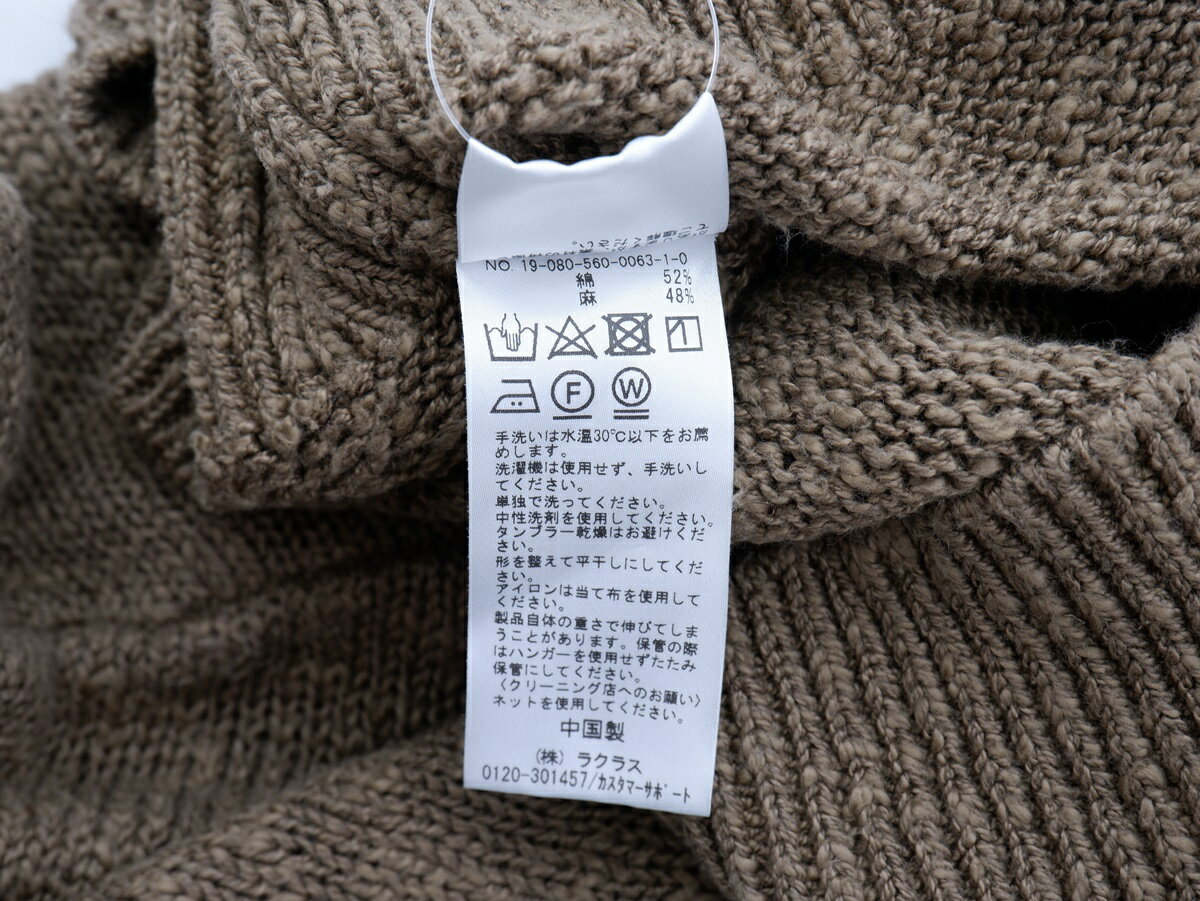 ください。
NO. 19-080-560-0063-1-0
綿 52%
麻 48%
F W
手洗いは水温30℃以下をお薦
めします。
洗濯機は使用せず、手洗いし
てください。
単独で洗ってください。
中性洗剤を使用してください。
タンブラー乾燥はお避けくだ
さい。
形を整えて平干しにしてくだ
さい。
アイロンは当て布を使用して
ください。
製品自体の重さで伸びてしま
うことがあります。保管の際
はハンガーを使用せずたたみ
保管にしてください。
〈クリーニング店へのお願い〉
ネットを使用してください。
中国製
(株) ラクラス
0120-301457/カスタマーサポート